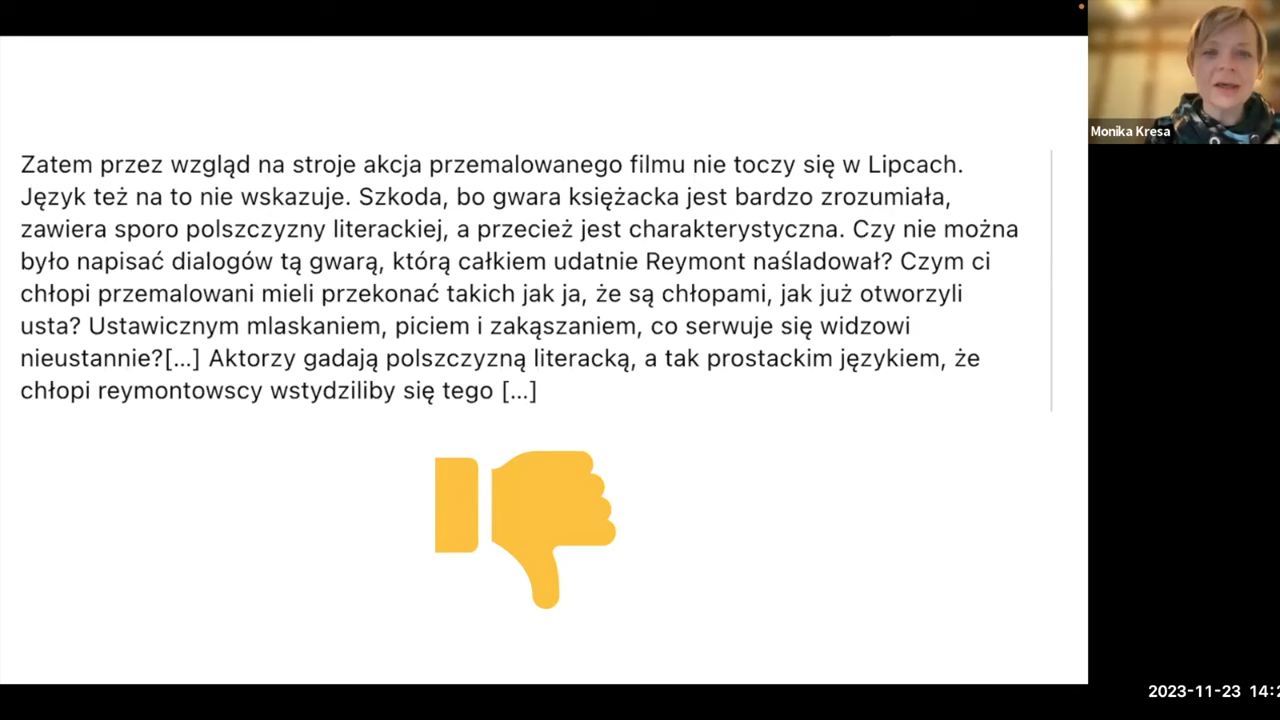 Monika Kresa
Zatem przez wzgląd na stroje akcja przemalowanego filmu nie toczy się w Lipcach.
Język też na to nie wskazuje. Szkoda, bo gwara księżacka jest bardzo zrozumiała,
zawiera sporo polszczyzny literackiej, a przecież jest charakterystyczna. Czy nie można
było napisać dialogów tą gwarą, którą całkiem udatnie Reymont naśladował? Czym ci
chłopi przemalowani mieli przekonać takich jak ja, że są chłopami, jak już otworzyli
usta? Ustawicznym mlaskaniem, piciem i zakąszaniem, co serwuje się widzowi
nieustannie?[...] Aktorzy gadają polszczyzną literacką, a tak prostackim językiem, że
chłopi reymontowscy wstydziliby się tego [...]
2023-11-23 14:2